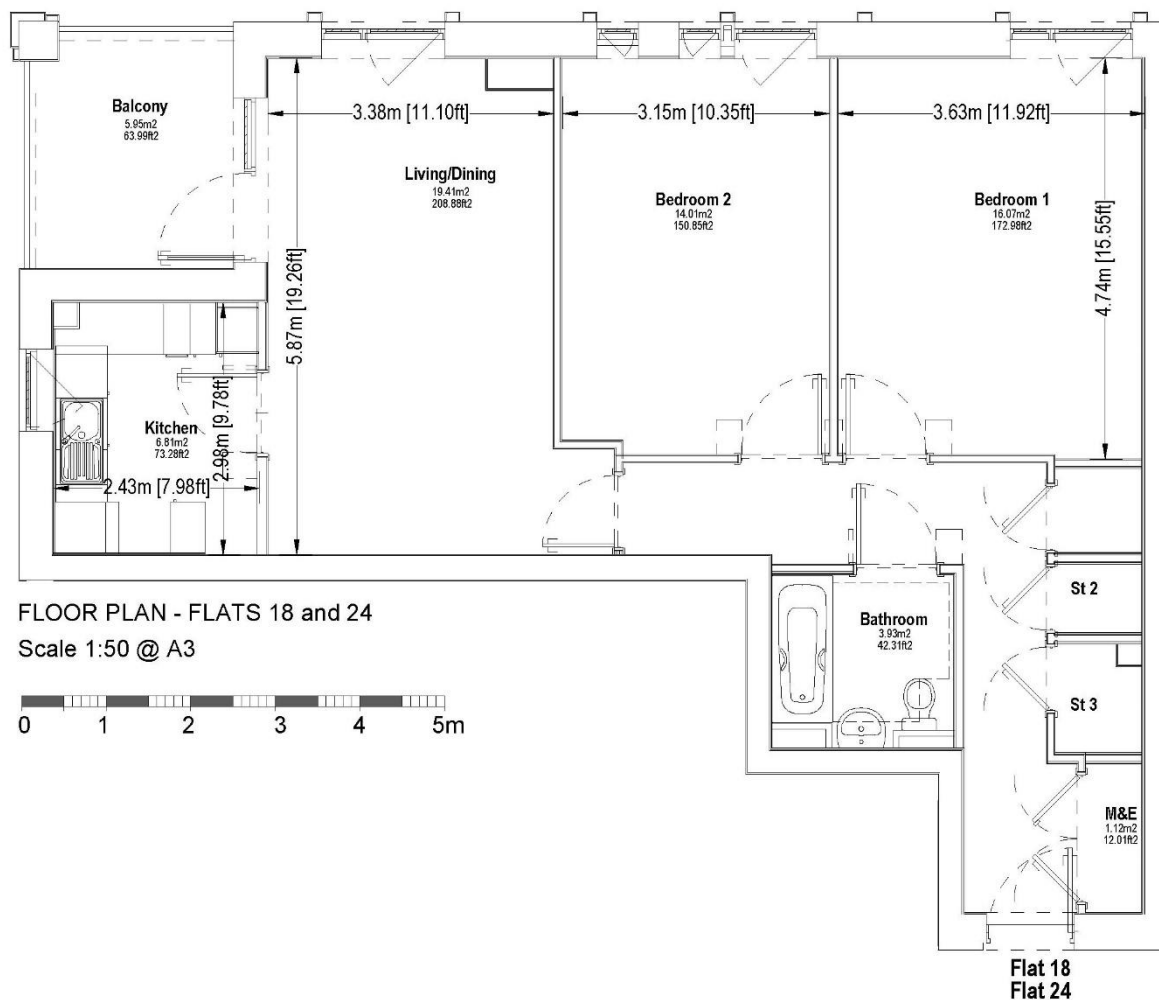 Balcony
5.95m2
63.99ft2
3.38m [11.10ft]
3.15m [10.35ft]
3.63m [11.92ft]
Living/Dining
19.41m2
208.88ft2
Bedroom 2
14.01m2
150.85ft2
Bedroom 1
16.07m2
172.98ft2
5.87m [19.26ft]
4.74m [15.55ft]
Kitchen
6.81m2
73.28ft2
2.98m [9.78ft]
2.43m [7.98ft]
FLOOR PLAN - FLATS 18 and 24
Scale 1:50 @ A3
0 1 2 3 4 5m
Bathroom
3.93m2
42.31ft2
St 2
St 3
M&E
1.12m2
12.01ft2
Flat 18
Flat 24